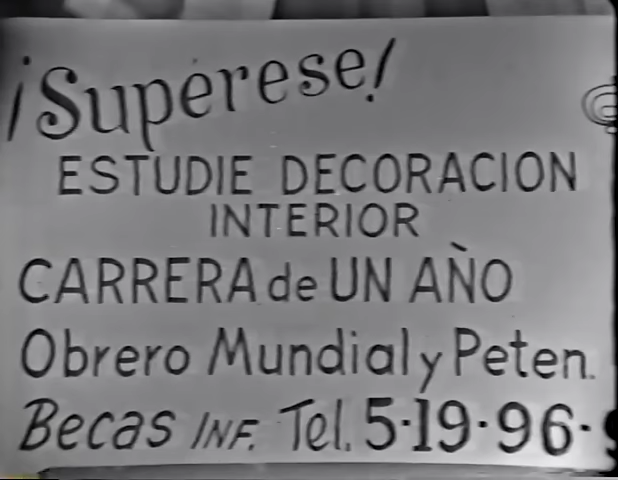 ¡Supérese!
ESTUDIE DECORACION
INTERIOR
CARRERA de UN AÑO
Obrero Mundial y Peten.
Becas INF. Tel. 5·19·96·